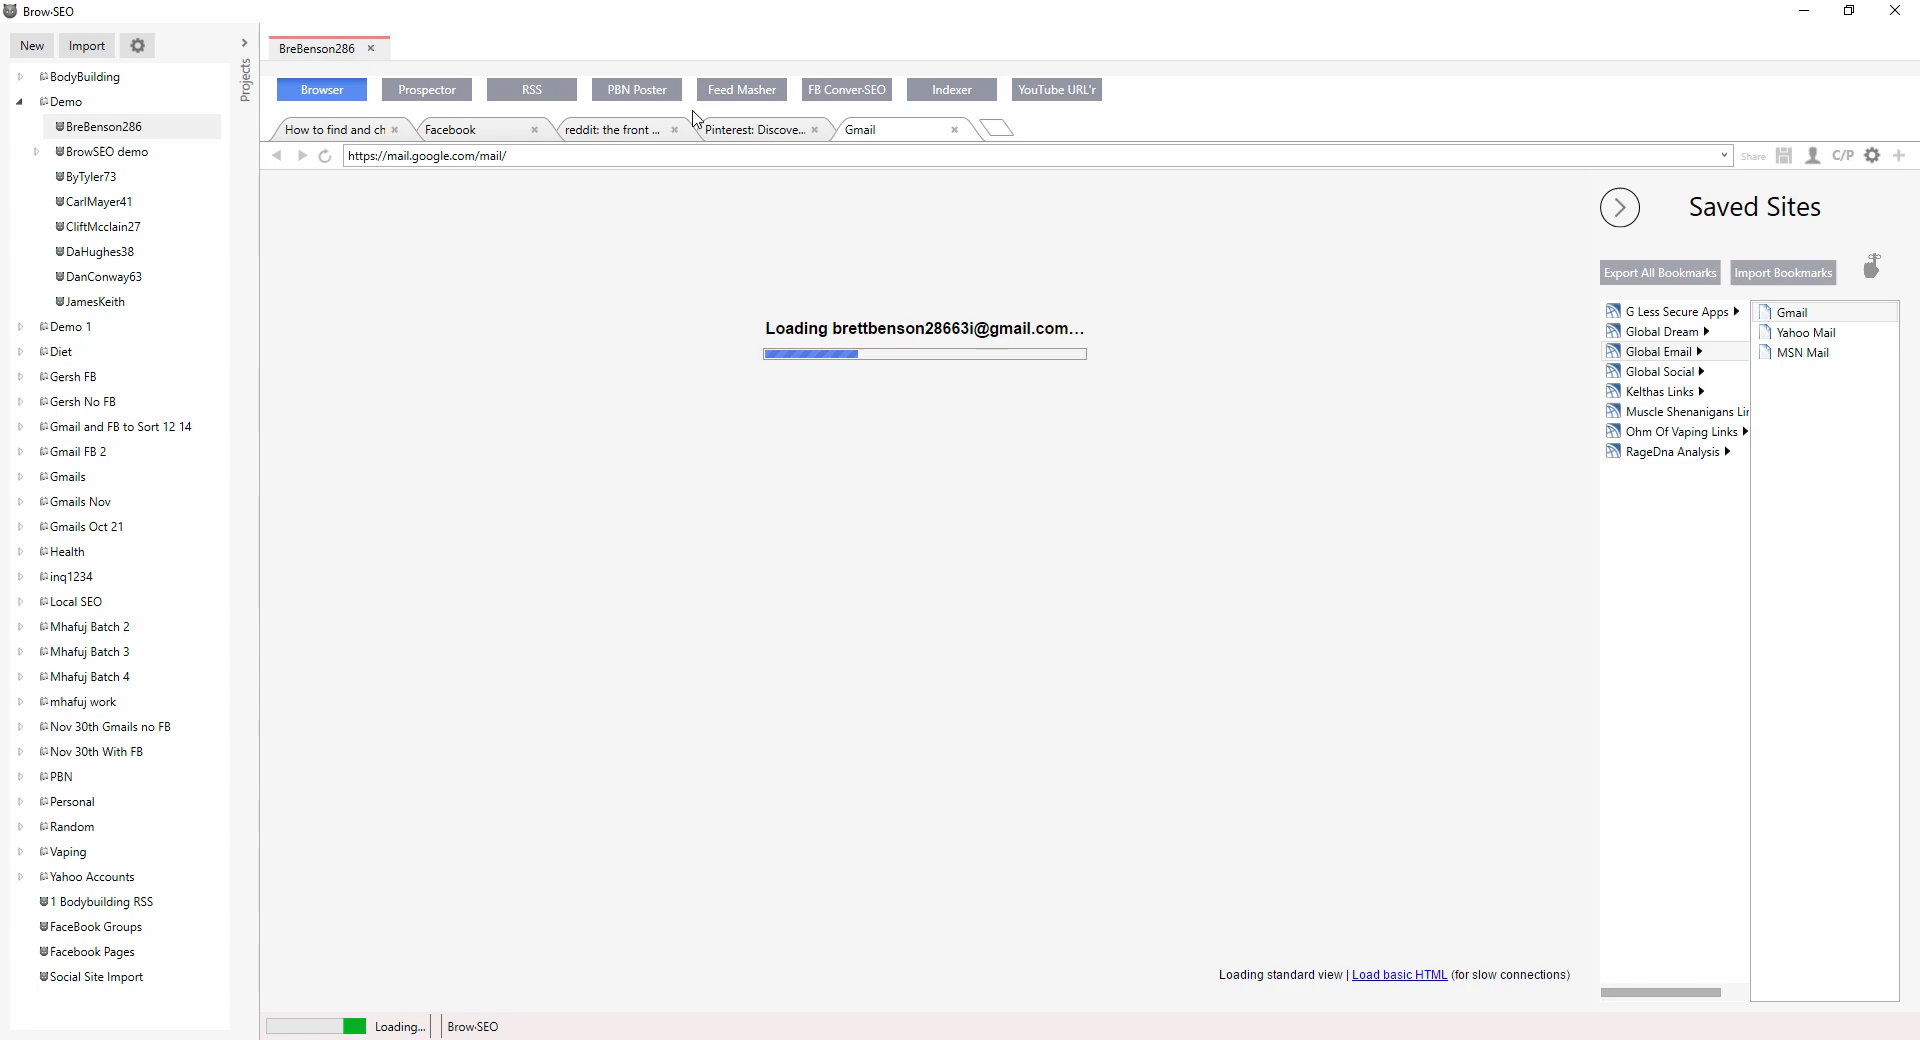 Brow·SEO
New
Import
Projects
BodyBuilding
Demo
BreBenson286
BrowSEO demo
ByTyler73
CarlMayer41
CliftMcclain27
DaHughes38
DanConway63
JamesKeith
Demo 1
Diet
Gersh FB
Gersh No FB
Gmail and FB to Sort 12 14
Gmail FB 2
Gmails
Gmails Nov
Gmails Oct 21
Health
inq1234
Local SEO
Mhafuj Batch 2
Mhafuj Batch 3
Mhafuj Batch 4
mhafuj work
Nov 30th Gmails no FB
Nov 30th With FB
PBN
Personal
Random
Vaping
Yahoo Accounts
1 Bodybuilding RSS
FaceBook Groups
Facebook Pages
Social Site Import
BreBenson286
Browser
Prospector
RSS
PBN Poster
Feed Masher
FB Conver·SEO
Indexer
YouTube URL'r
How to find and ch
Facebook
reddit: the front ...
Pinterest: Discove...
Gmail
https://mail.google.com/mail/
Share
C/P
Loading brettbenson28663i@gmail.com...
Saved Sites
Export All Bookmarks
Import Bookmarks
G Less Secure Apps
Global Dream
Global Email
Global Social
Kelthas Links
Muscle Shenanigans Lir
Ohm Of Vaping Links
RageDna Analysis
Gmail
Yahoo Mail
MSN Mail
Loading standard view | Load basic HTML (for slow connections)
Loading...
Brow·SEO